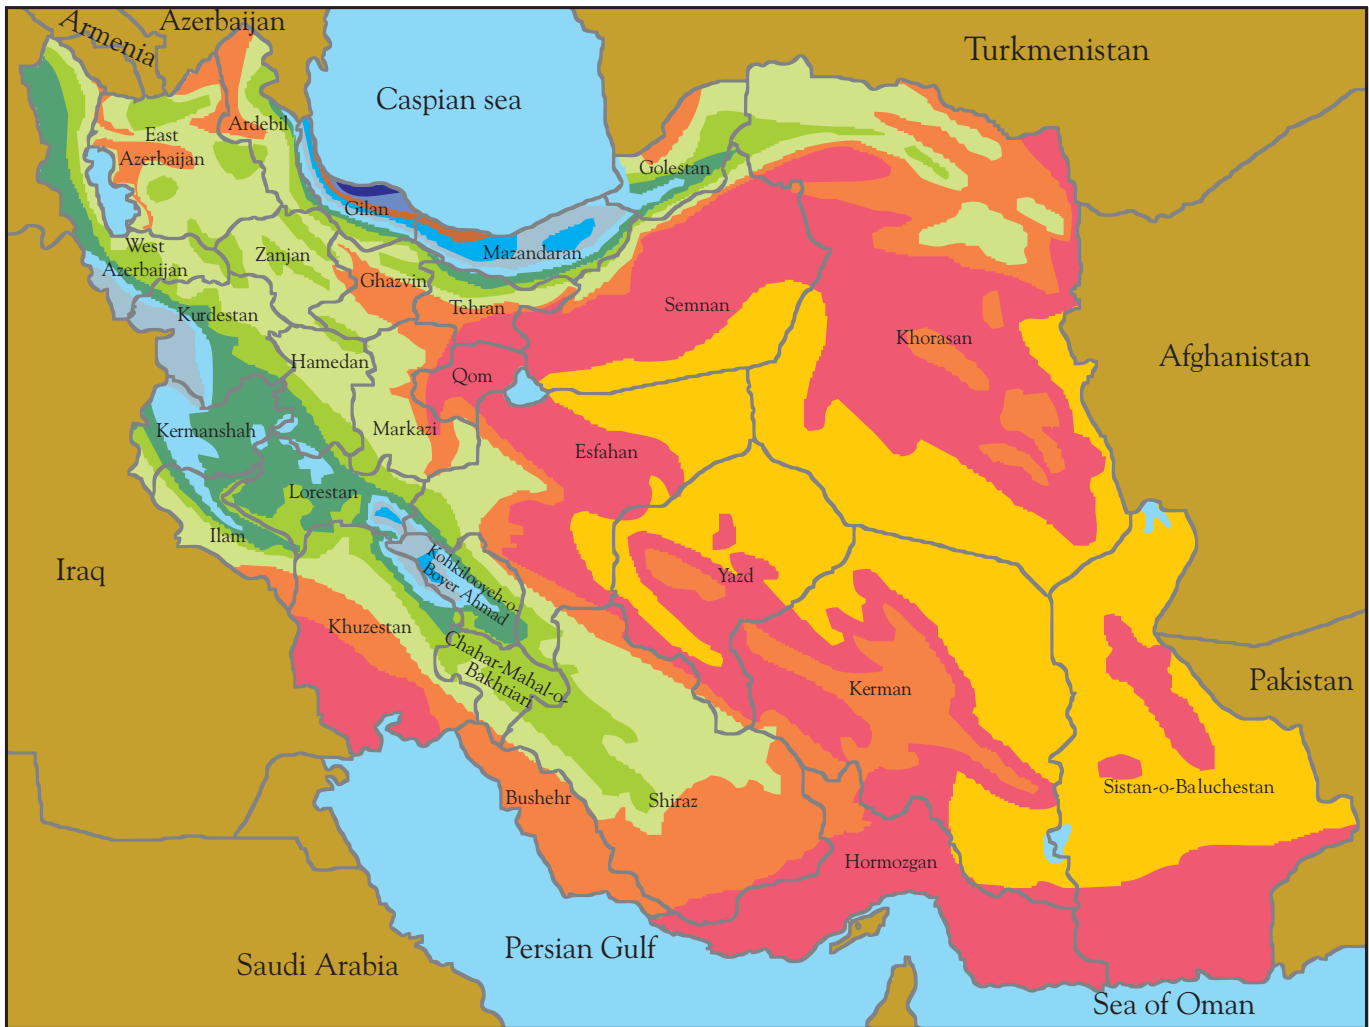 Azerbaijan
Armenia
Turkmenistan
Caspian sea
East
Azerbaijan
Ardebil
Golestan
Gilan
West
Azerbaijan
Zanjan
Mazandaran
Ghazvin
Tehran
Semnan
Kurdestan
Khorasan
Hamedan
Afghanistan
Qom
Kermanshah
Markazi
Esfahan
Lorestan
Ilam
Iraq
Kohkilooyeh-o-
Boyer Ahmad
Yazd
Khuzestan
Chahar-Mahal-o-
Bakhtiari
Kerman
Pakistan
Bushehr
Shiraz
Sistan-o-Baluchestan
Hormozgan
Saudi Arabia
Persian Gulf
Sea of Oman